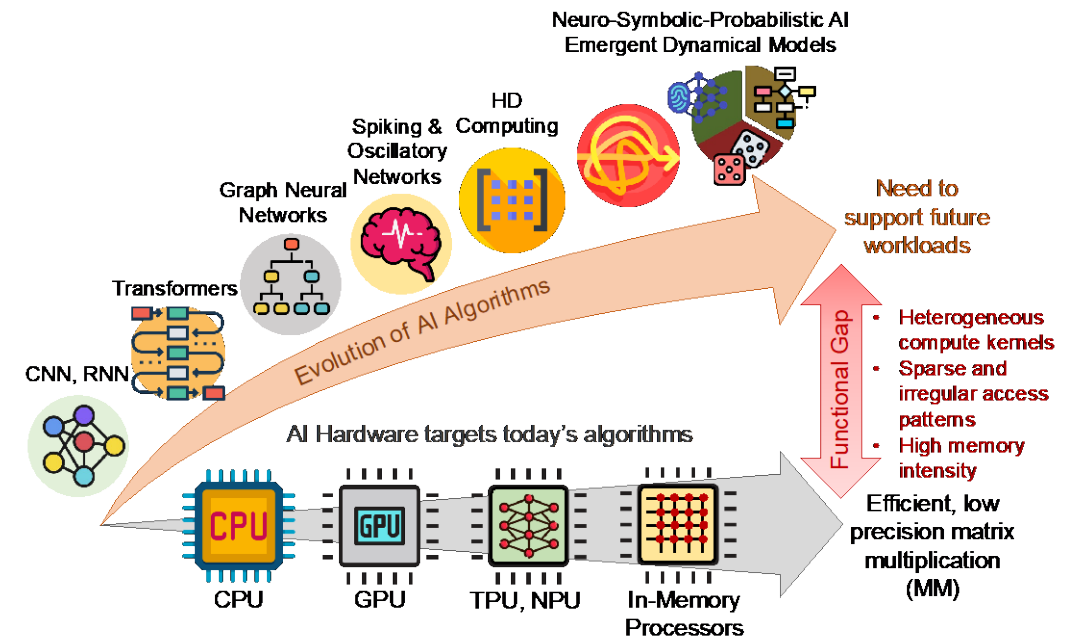 Neuro-Symbolic-Probabilistic AI
Emergent Dynamical Models
HD
Computing
Spiking &
Oscillatory
Networks
Graph Neural
Networks
Transformers
CNN, RNN
Evolution of AI Algorithms
Need to
support future
workloads
Functional Gap
• Heterogeneous
compute kernels
• Sparse and
irregular access
patterns
• High memory
intensity
AI Hardware targets today's algorithms
CPU
GPU
CPU
GPU
TPU, NPU
In-Memory
Processors
Efficient, low
precision matrix
multiplication
(MM)